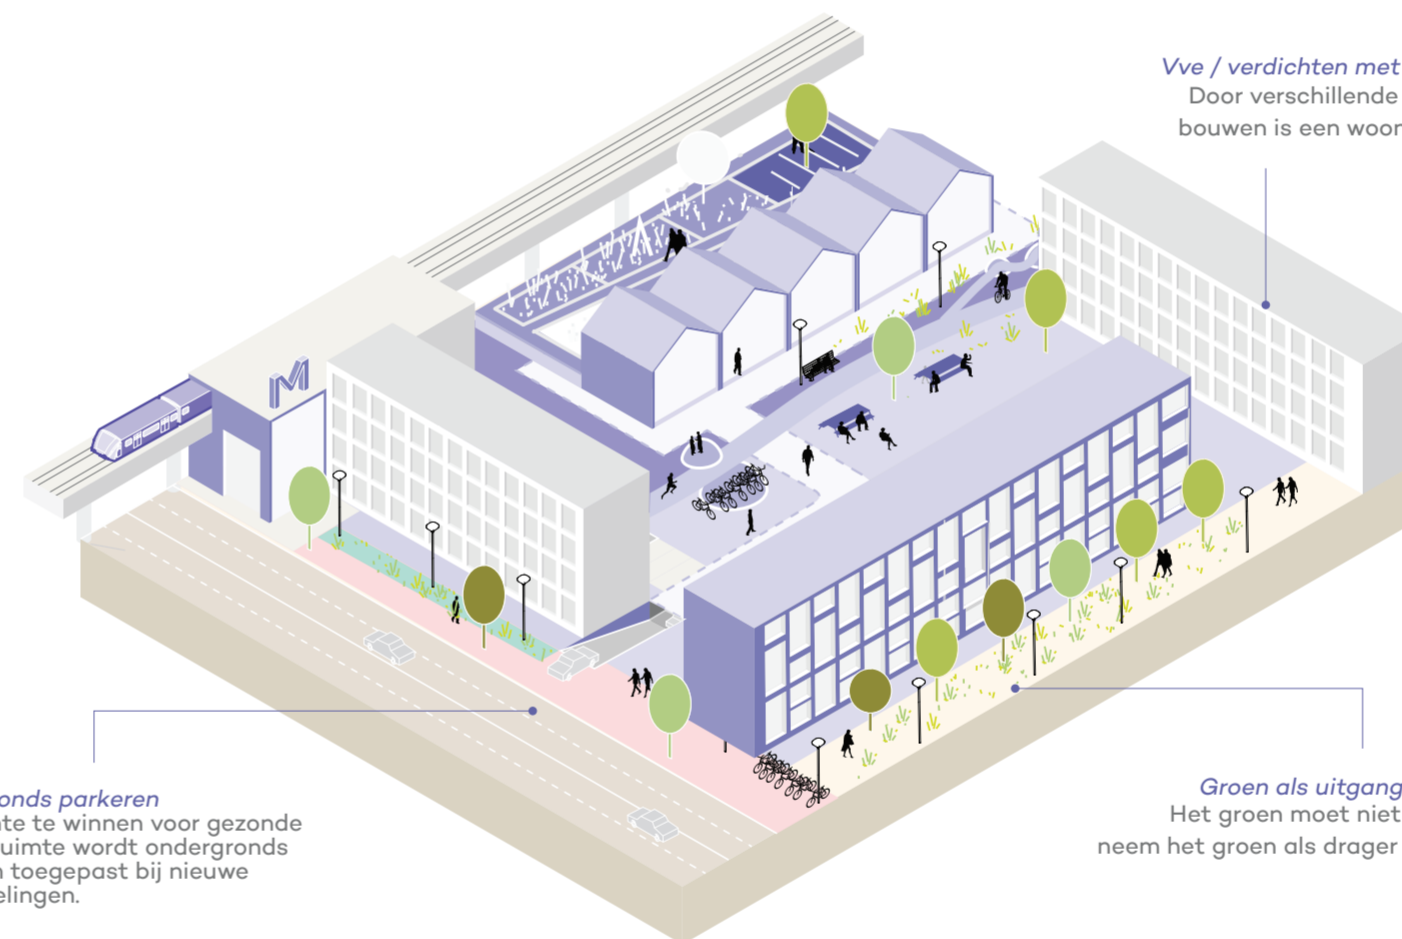 Vve / verdichten met
Door verschillende
bouwen is een woon
M
onds parkeren
nte te winnen voor gezonde
uimte wordt ondergronds
n toegepast bij nieuwe
elingen.
Groen als uitgang
Het groen moet niet
neem het groen als drager